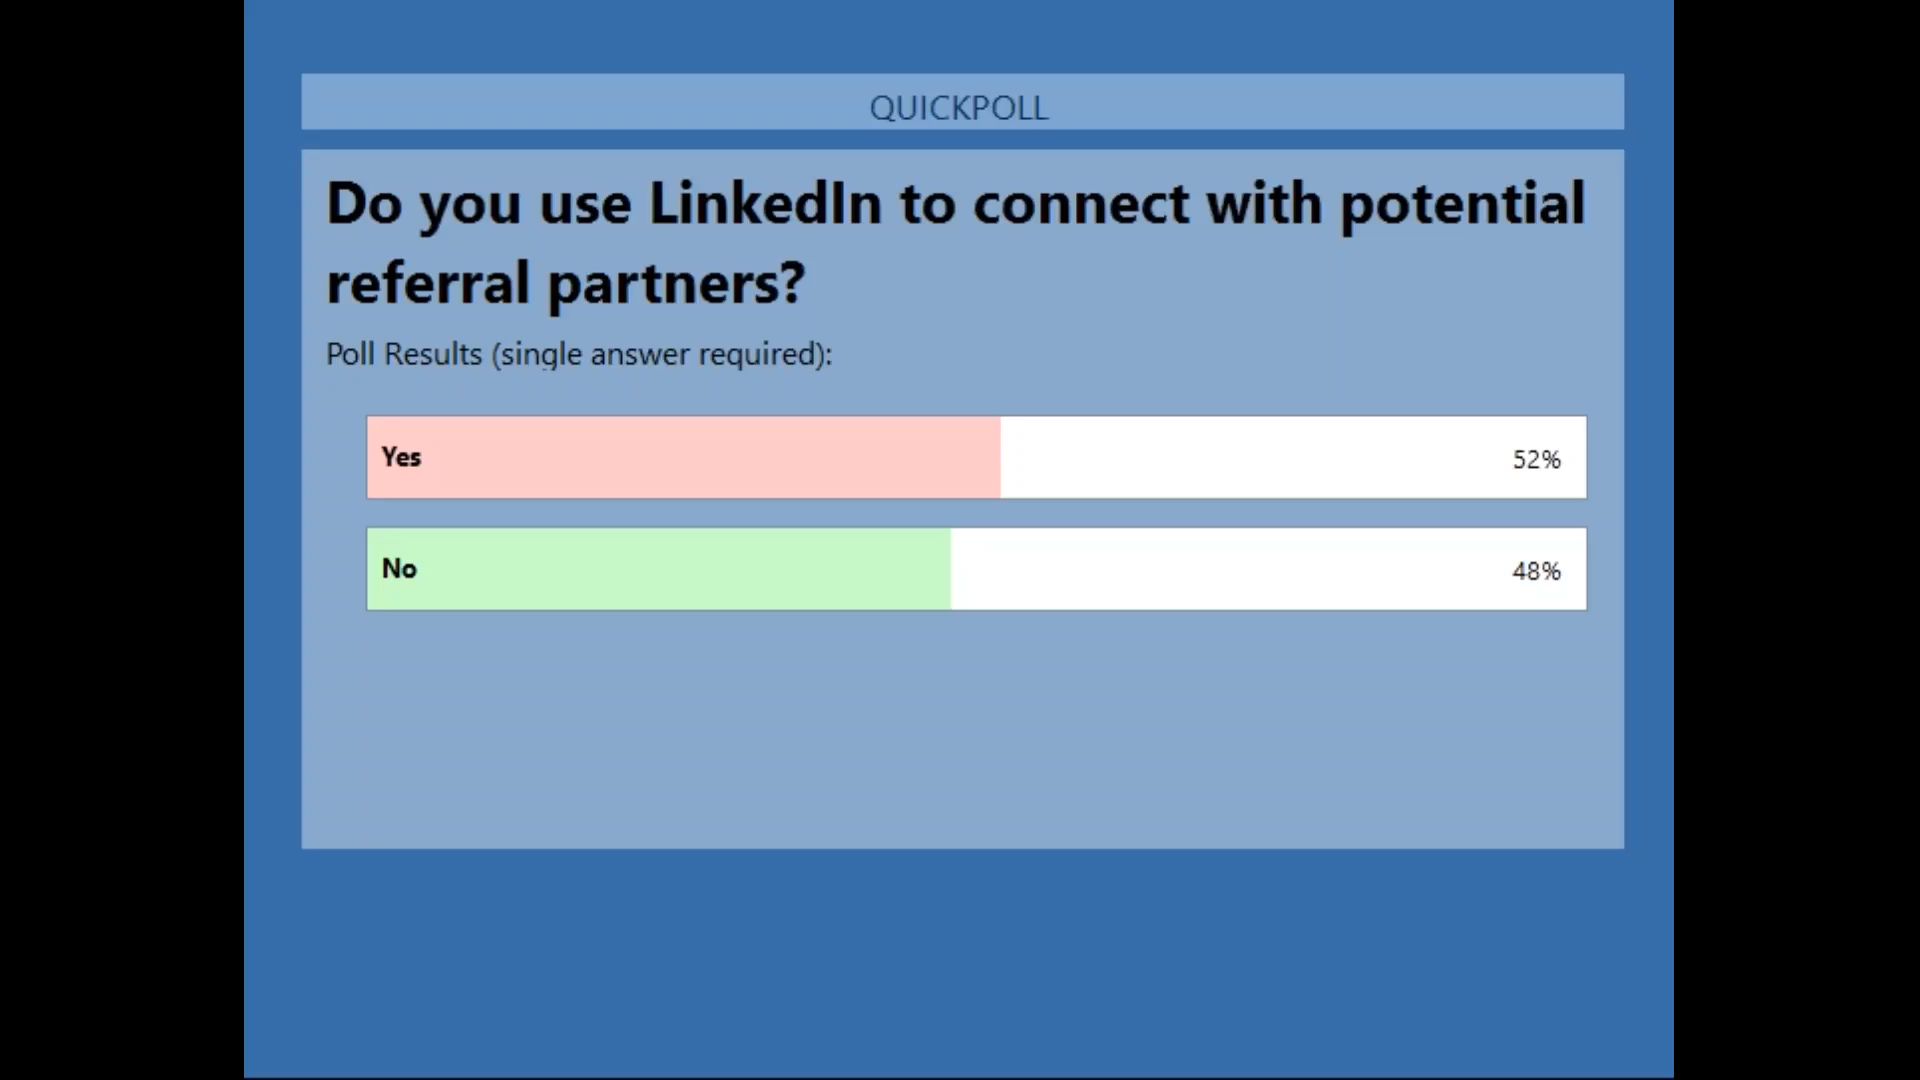 QUICKPOLL
Do you use LinkedIn to connect with potential
referral partners?
Poll Results (single answer required):
Yes 52%
No 48%